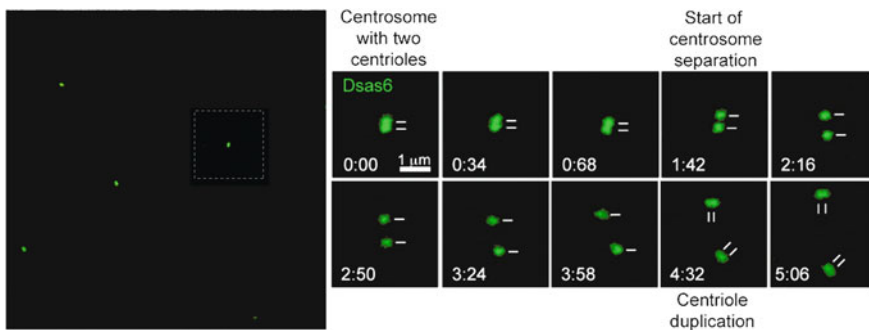 Centrosome
with two
centrioles
Start of
centrosome
separation
Dsas6
0:00
1 μm
0:34
0:68
1:42
2:16
2:50
3:24
3:58
4:32
5:06
Centriole
duplication